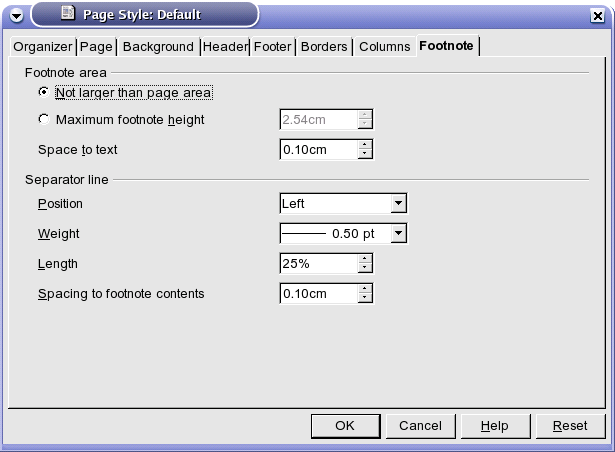 Page Style: Default
Organizer Page Background Header Footer Borders Columns Footnote
Footnote area
Not larger than page area
Maximum footnote height 2.54cm
Space to text 0.10cm
Separator line
Position Left
Weight 0.50 pt
Length 25%
Spacing to footnote contents 0.10cm
OK Cancel Help Reset